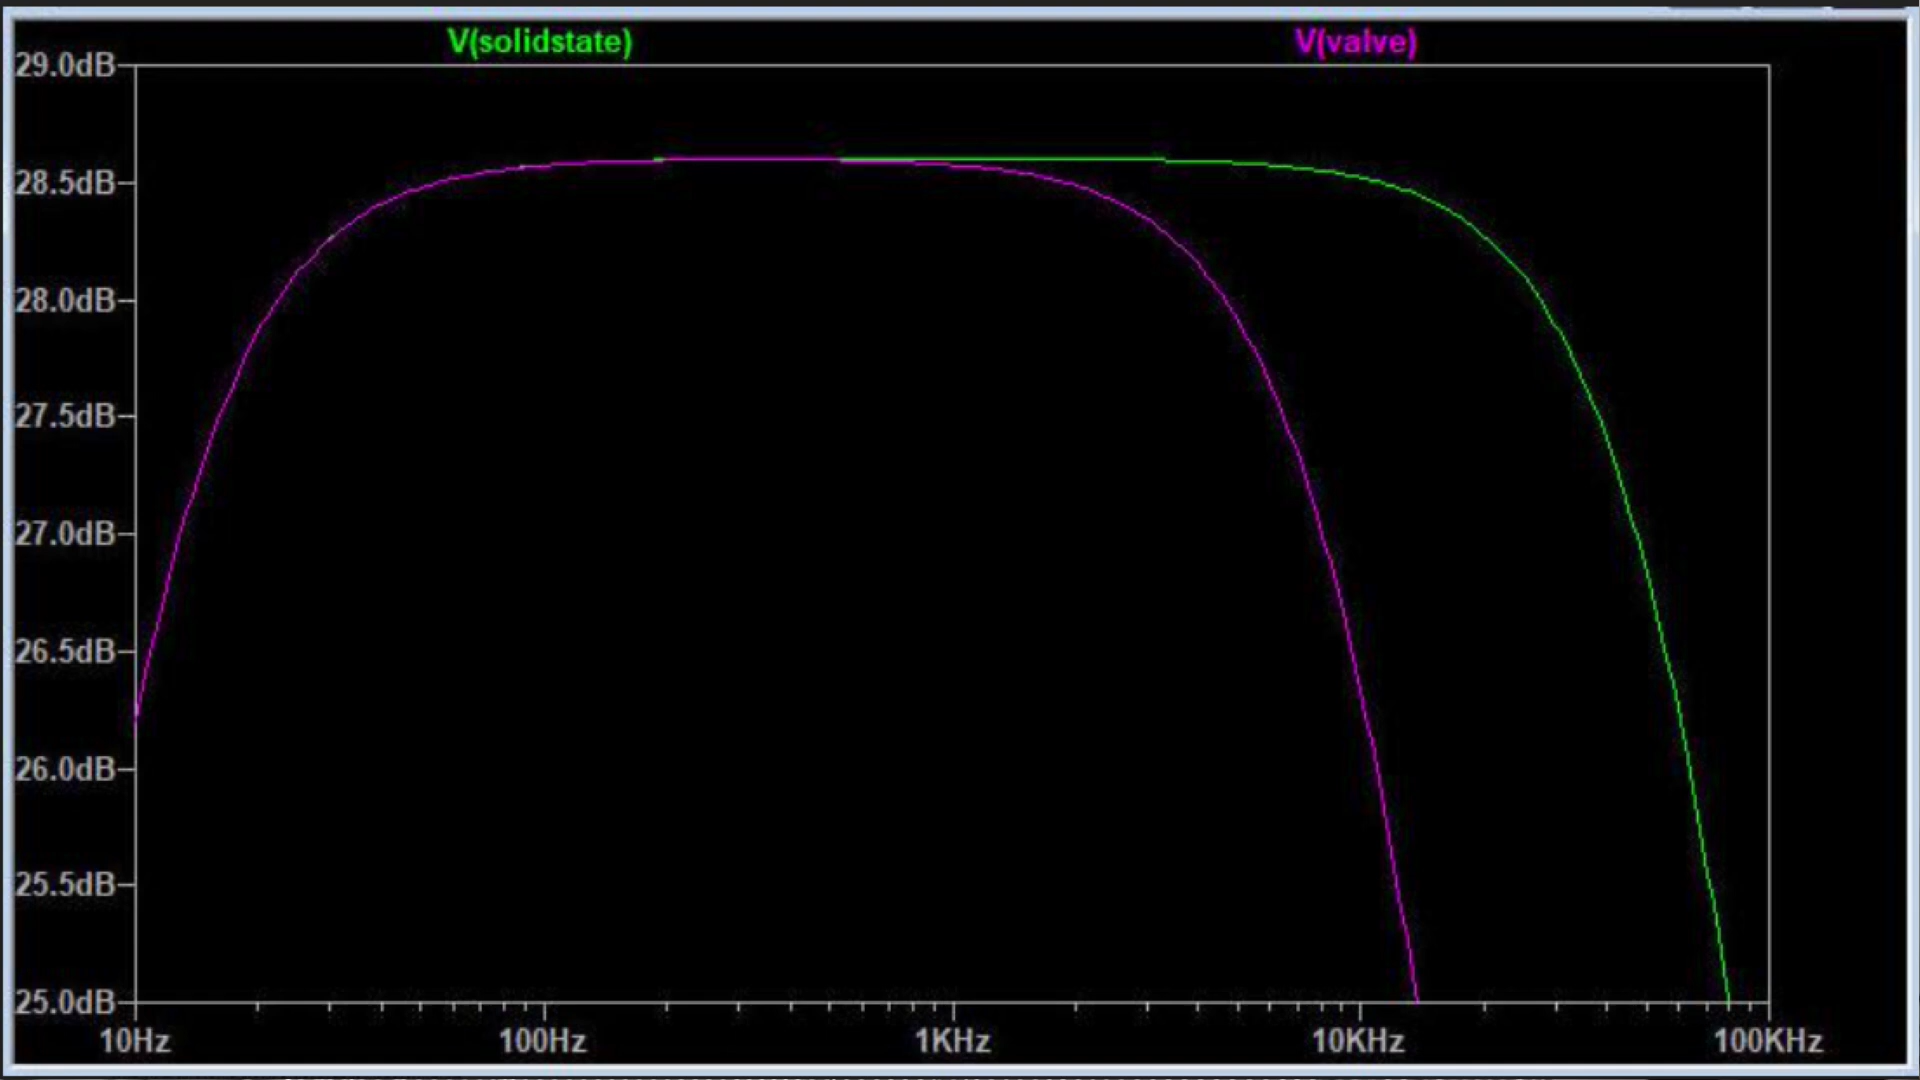 V(solidstate) V(valve)
29.0dB
28.5dB
28.0dB
27.5dB
27.0dB
26.5dB
26.0dB
25.5dB
25.0dB
10Hz 100Hz 1KHz 10KHz 100KHz